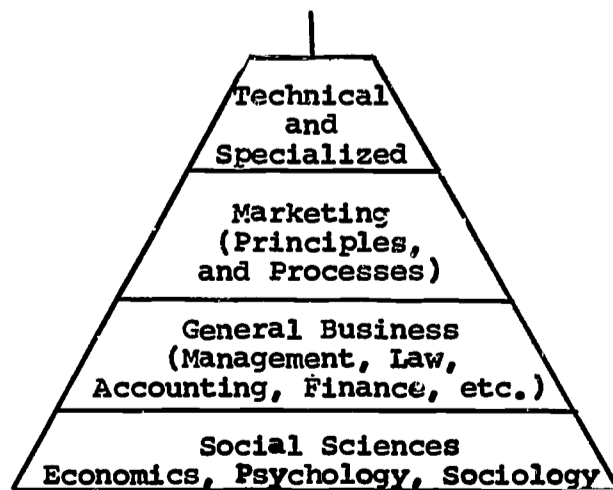 Technical
and
Specialized
Marketing
(Principles,
and Processes)
General Business
(Management, Law,
Accounting, Finance, etc.)
Social Sciences
Economics, Psychology, Sociology